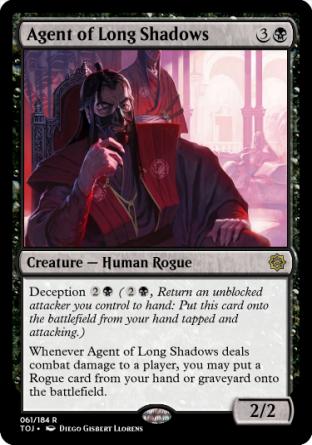 Agent of Long Shadows 3
Creature — Human Rogue
Deception 2 ( 2 , Return an unblocked
attacker you control to hand: Put this card onto
the battlefield from your hand tapped and
attacking.)
Whenever Agent of Long Shadows deals
combat damage to a player, you may put a
Rogue card from your hand or graveyard onto
the battlefield.
2/2
061/184 R
TOJ • Diego Gisbert Llorens